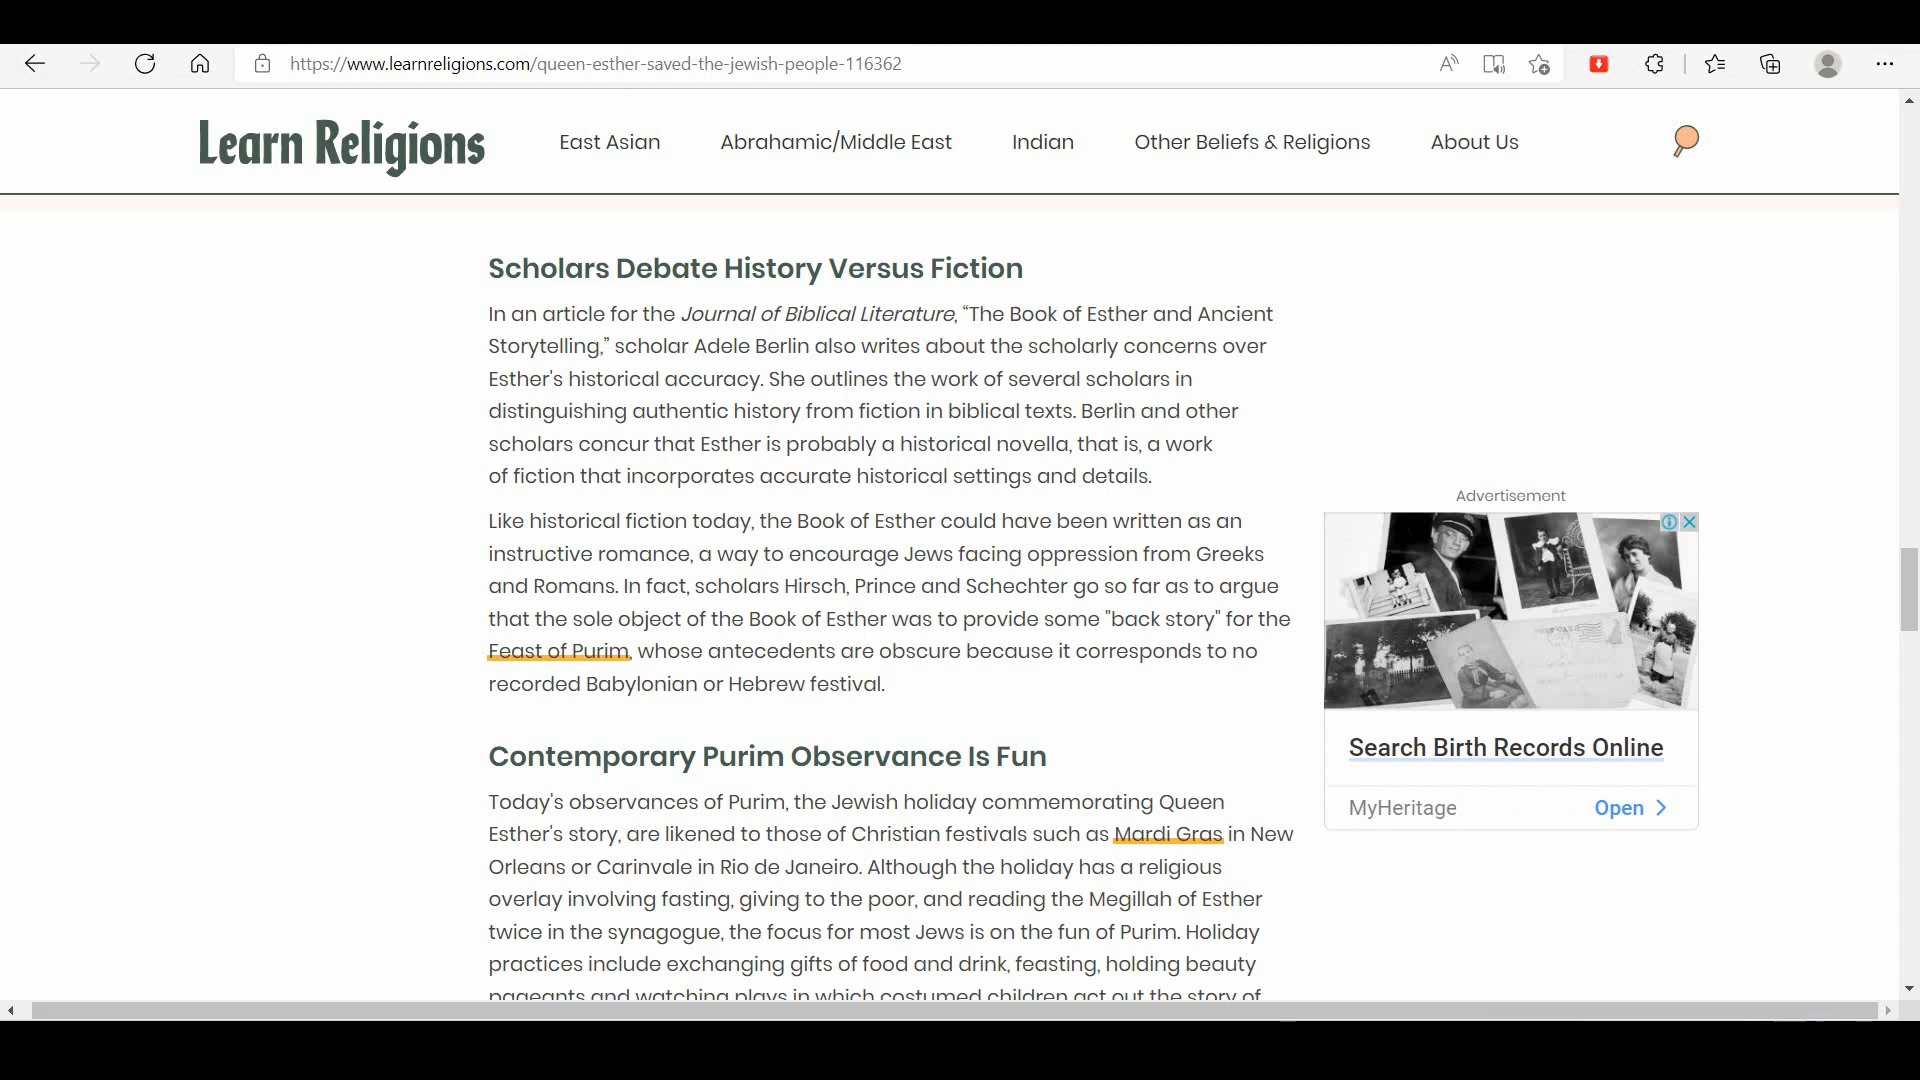 https://www.learnreligions.com/queen-esther-saved-the-jewish-people-116362
Learn Religions
East Asian
Abrahamic/Middle East
Indian
Other Beliefs & Religions
About Us
Scholars Debate History Versus Fiction
In an article for the Journal of Biblical Literature, “The Book of Esther and Ancient
Storytelling,” scholar Adele Berlin also writes about the scholarly concerns over
Esther's historical accuracy. She outlines the work of several scholars in
distinguishing authentic history from fiction in biblical texts. Berlin and other
scholars concur that Esther is probably a historical novella, that is, a work
of fiction that incorporates accurate historical settings and details.
Like historical fiction today, the Book of Esther could have been written as an
instructive romance, a way to encourage Jews facing oppression from Greeks
and Romans. In fact, scholars Hirsch, Prince and Schechter go so far as to argue
that the sole object of the Book of Esther was to provide some "back story" for the
Feast of Purim, whose antecedents are obscure because it corresponds to no
recorded Babylonian or Hebrew festival.
Advertisement
Search Birth Records Online
MyHeritage
Open
Contemporary Purim Observance Is Fun
Today's observances of Purim, the Jewish holiday commemorating Queen
Esther's story, are likened to those of Christian festivals such as Mardi Gras in New
Orleans or Carinvale in Rio de Janeiro. Although the holiday has a religious
overlay involving fasting, giving to the poor, and reading the Megillah of Esther
twice in the synagogue, the focus for most Jews is on the fun of Purim. Holiday
practices include exchanging gifts of food and drink, feasting, holding beauty
pageants and watching plays in which costumed children act out the story of